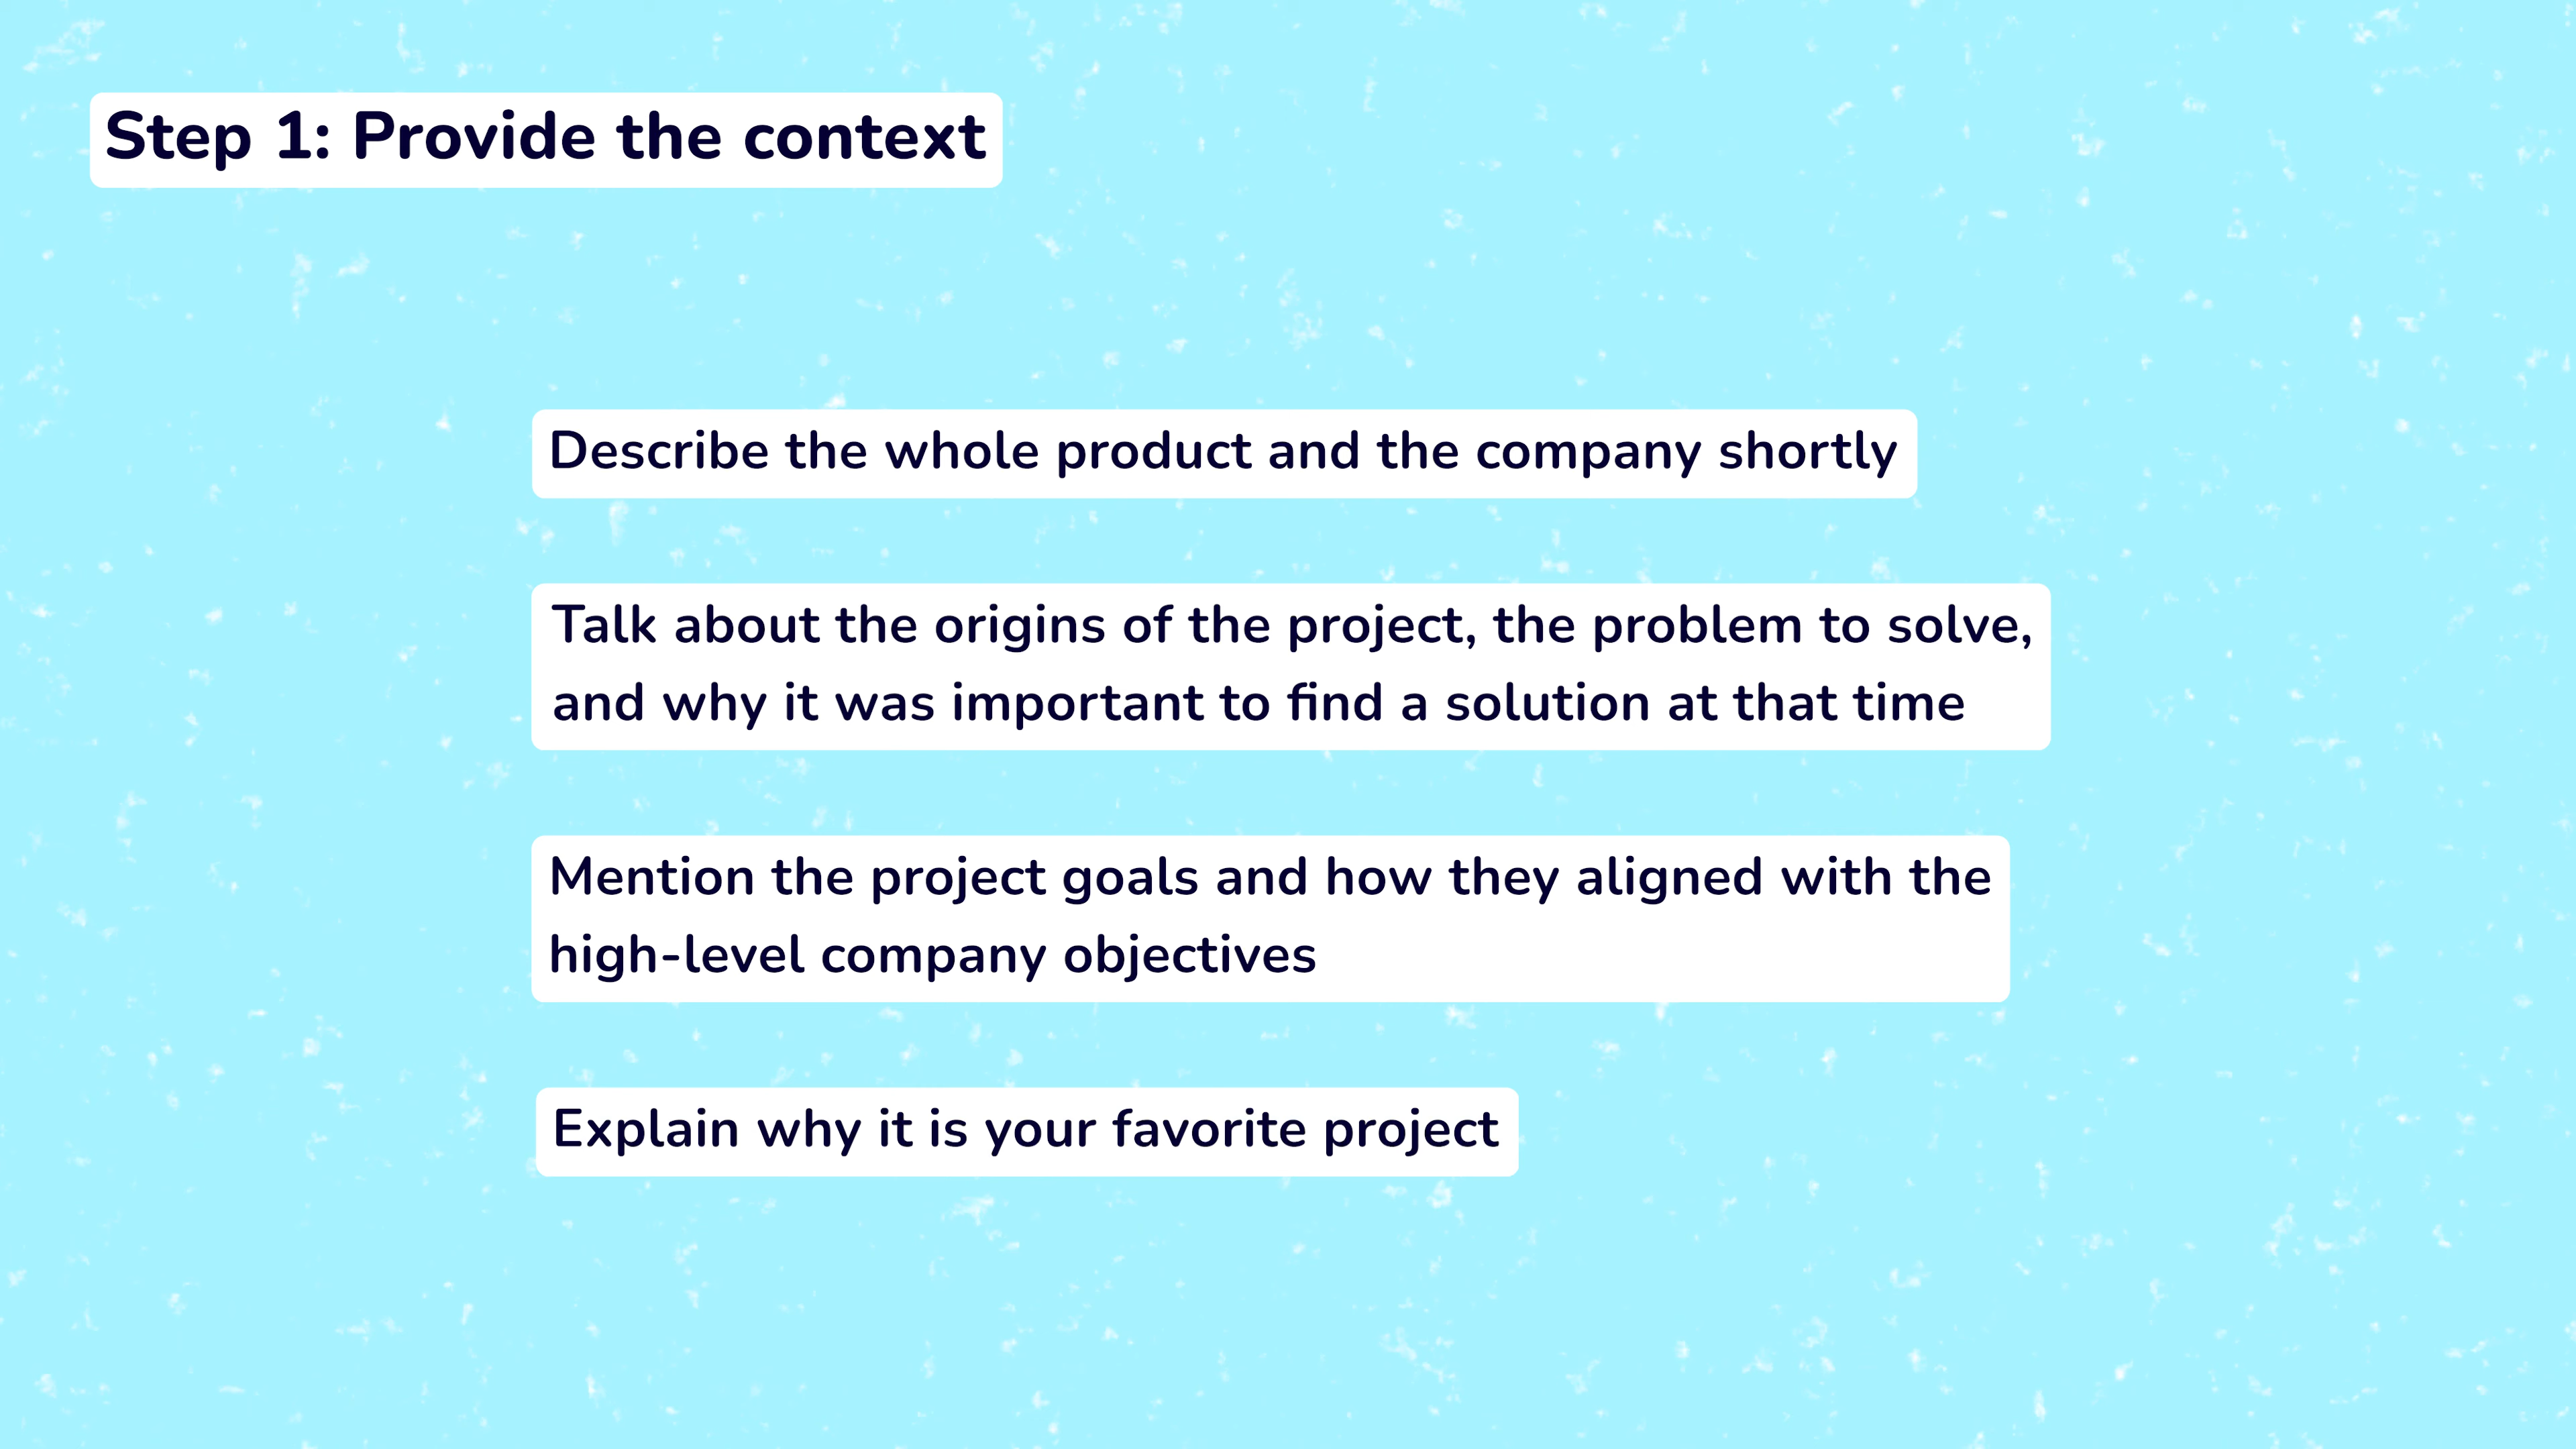 Step 1: Provide the context
Describe the whole product and the company shortly
Talk about the origins of the project, the problem to solve,
and why it was important to find a solution at that time
Mention the project goals and how they aligned with the
high-level company objectives
Explain why it is your favorite project